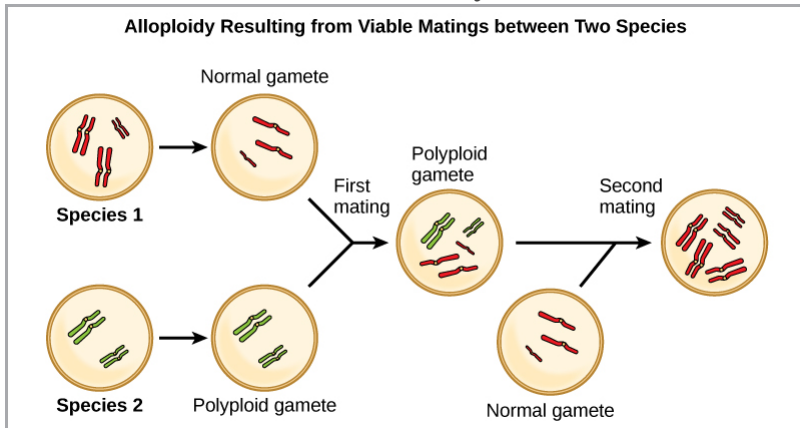 Alloploidy Resulting from Viable Matings between Two Species
Normal gamete
Species 1
First
mating
Polyploid
gamete
Second
mating
Species 2
Polyploid gamete
Normal gamete